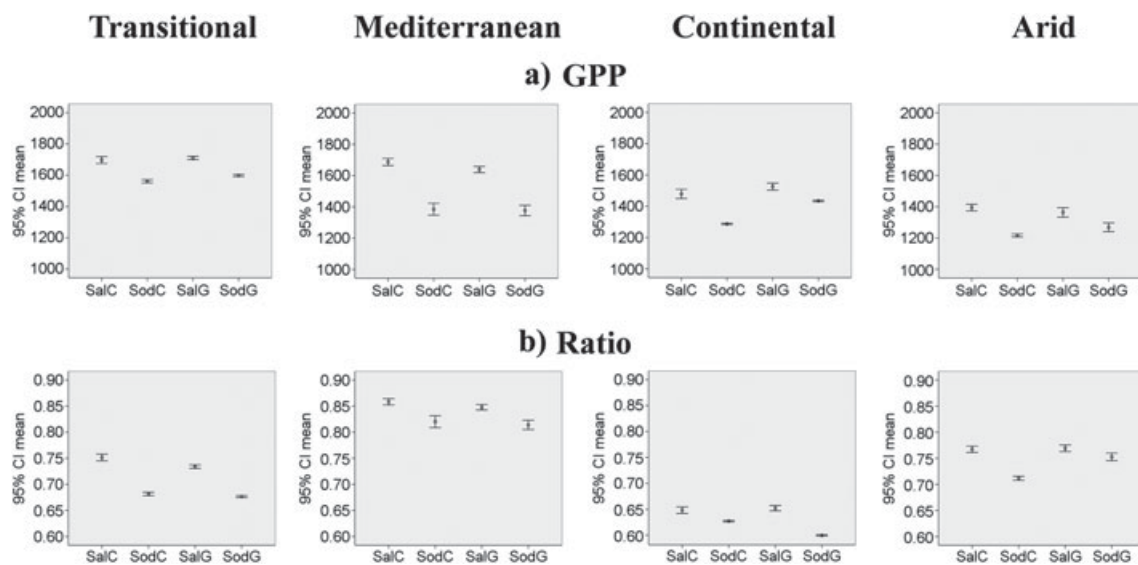 Transitional Mediterranean Continental Arid
a) GPP
95% CI mean 2000 1800 1600 1400 1200 1000 SalC SodC SalG SodG
95% CI mean 2000 1800 1600 1400 1200 1000 SalC SodC SalG SodG
95% CI mean 2000 1800 1600 1400 1200 1000 SalC SodC SalG SodG
95% CI mean 2000 1800 1600 1400 1200 1000 SalC SodC SalG SodG
b) Ratio
95% CI mean 0.90 0.85 0.80 0.75 0.70 0.65 0.60 SalC SodC SalG SodG
95% CI mean 0.90 0.85 0.80 0.75 0.70 0.65 0.60 SalC SodC SalG SodG
95% CI mean 0.90 0.85 0.80 0.75 0.70 0.65 0.60 SalC SodC SalG SodG
95% CI mean 0.90 0.85 0.80 0.75 0.70 0.65 0.60 SalC SodC SalG SodG